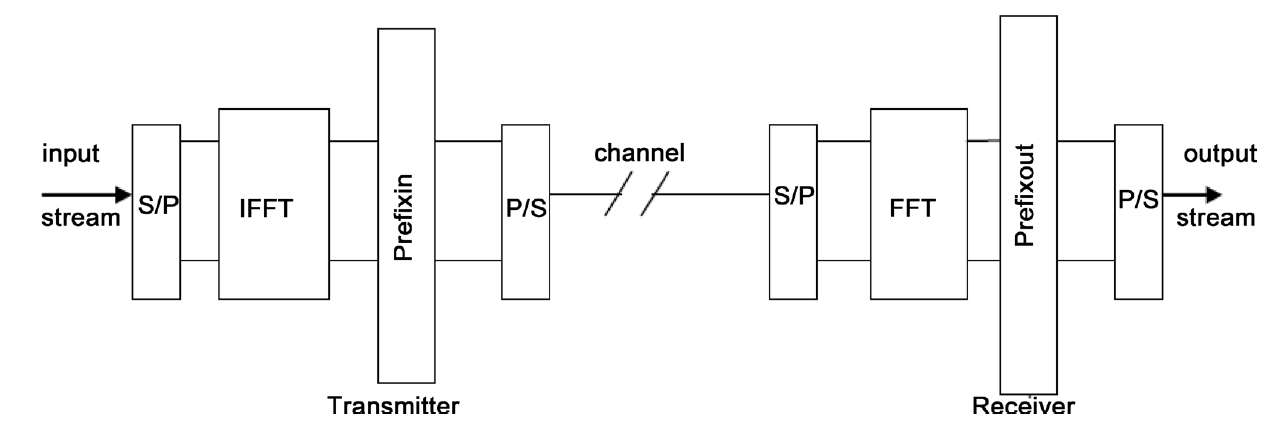 input
stream
S/P
IFFT
Prefixin
P/S
channel
S/P
FFT
Prefixout
P/S
output
stream
Transmitter
Receiver